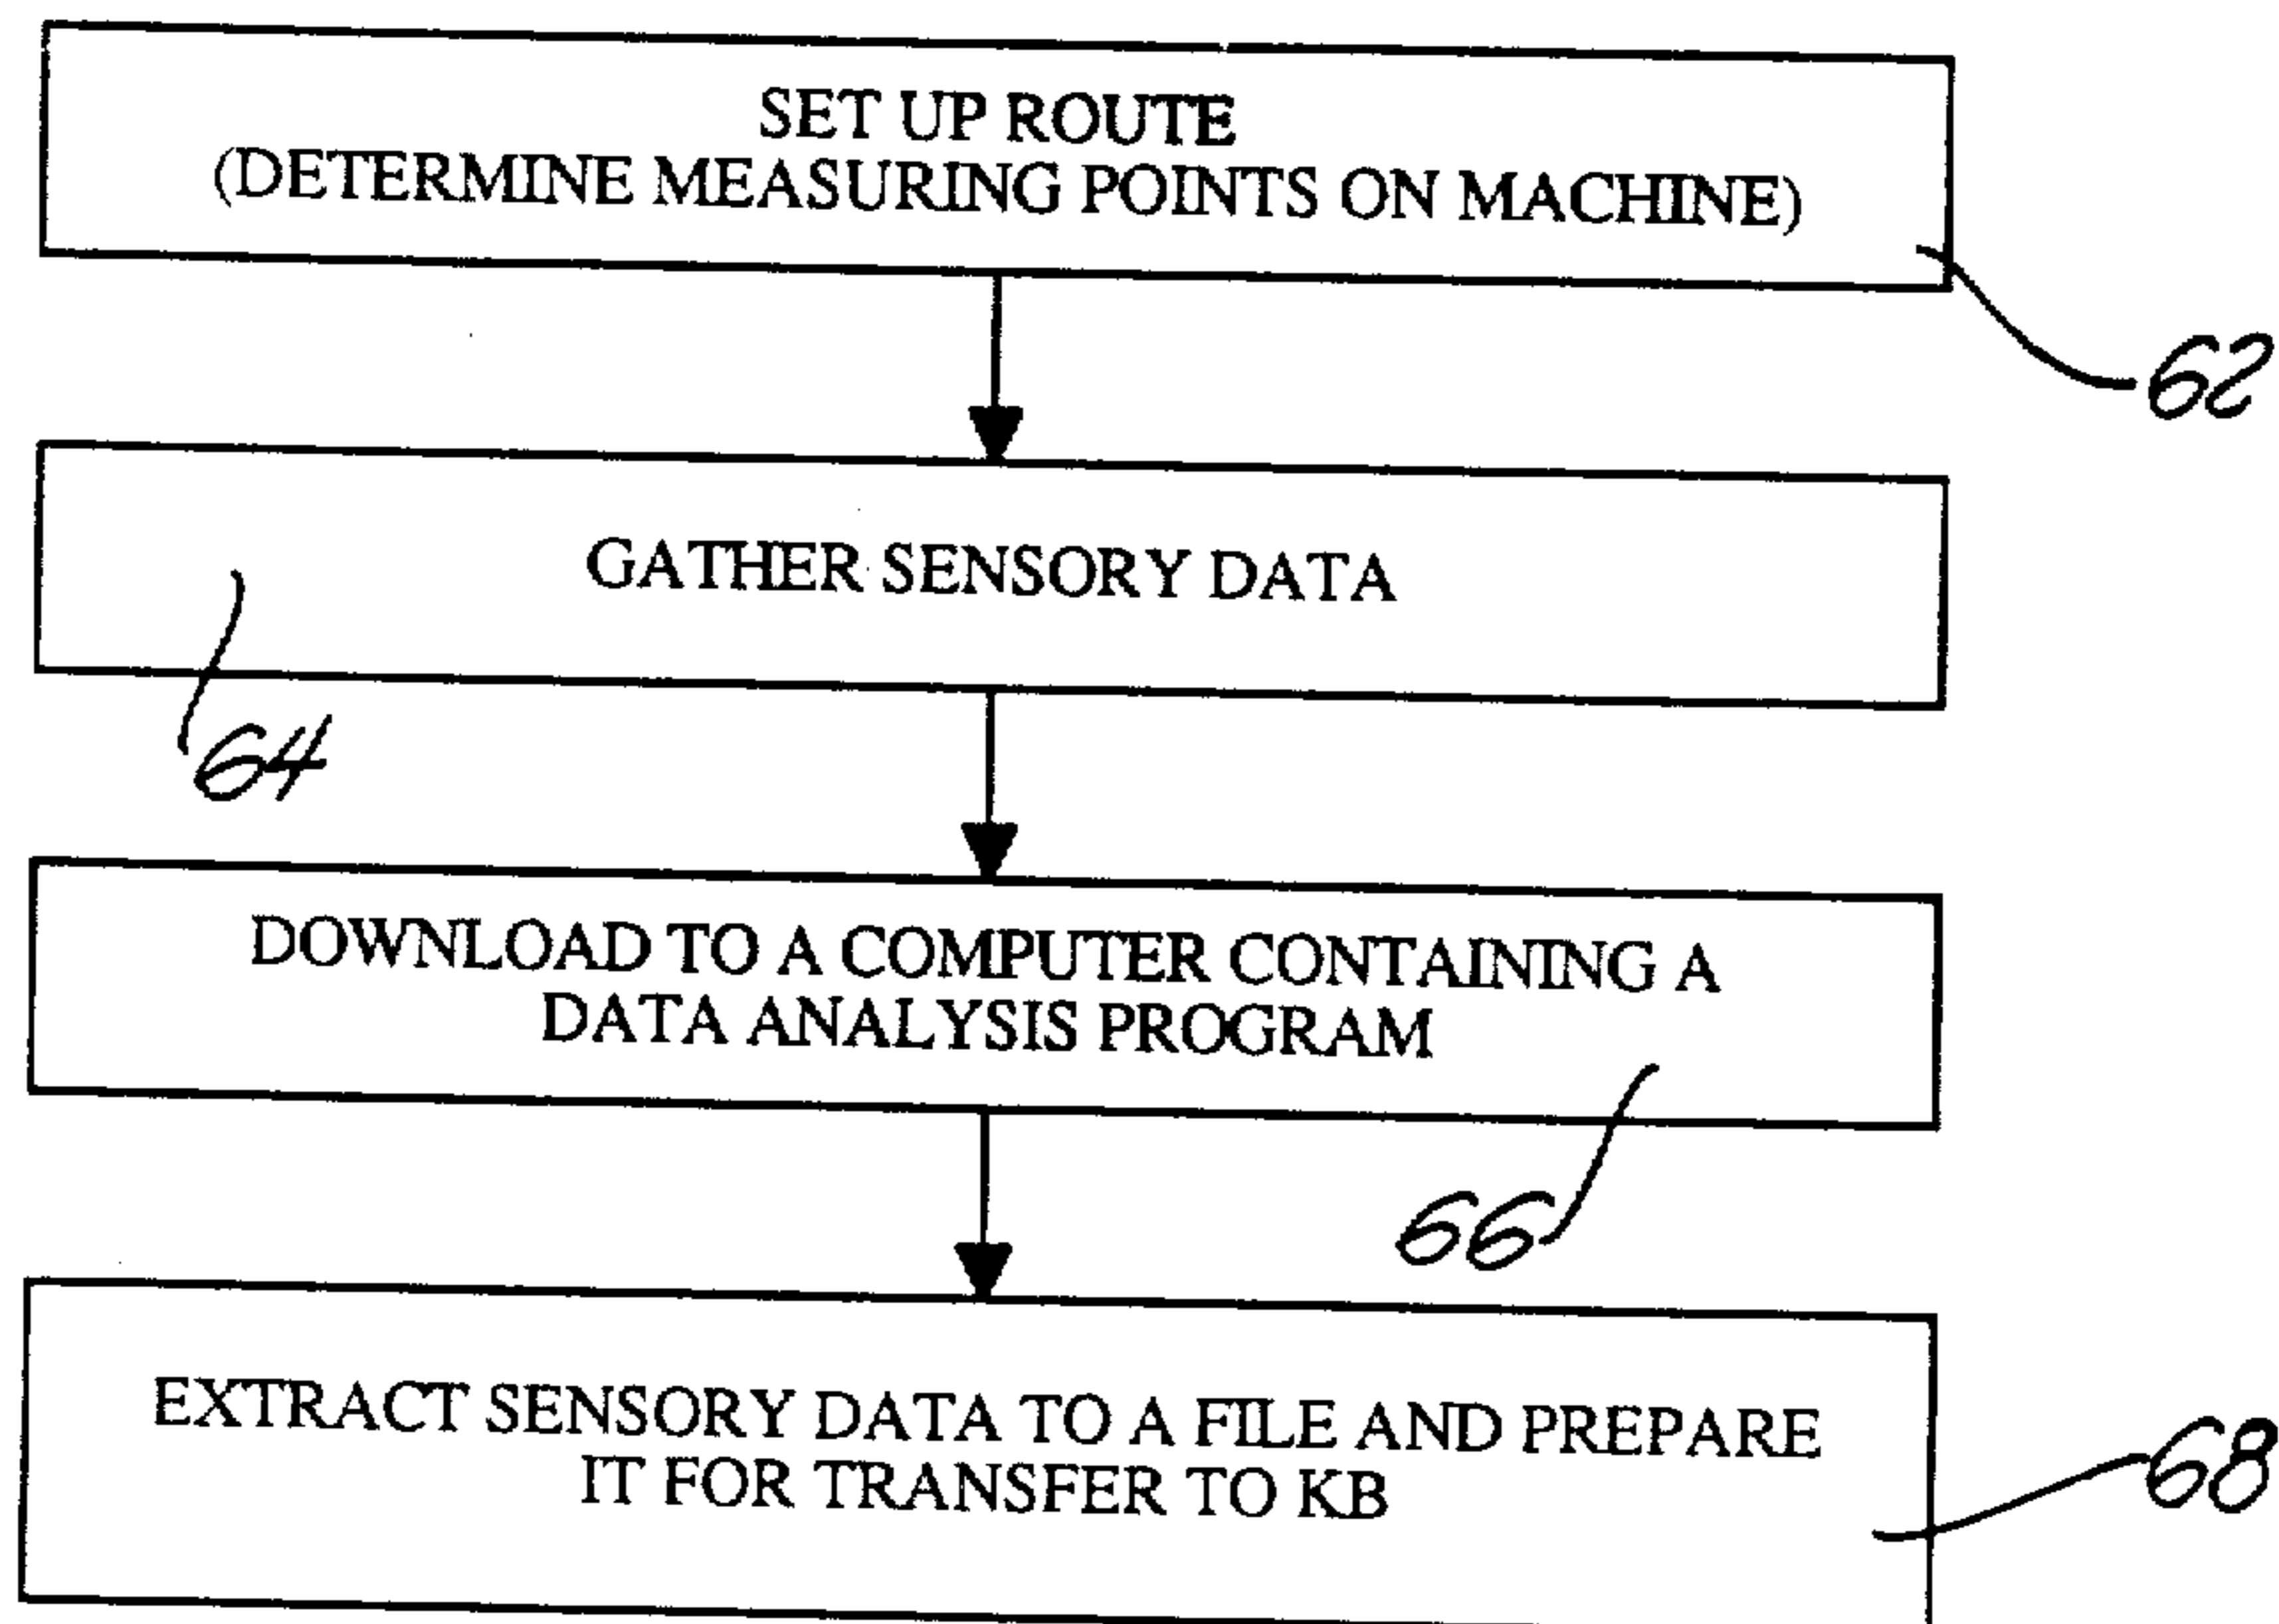 SET UP ROUTE
(DETERMINE MEASURING POINTS ON MACHINE)
62
GATHER SENSORY DATA
64
DOWNLOAD TO A COMPUTER CONTAINING A
DATA ANALYSIS PROGRAM
66
EXTRACT SENSORY DATA TO A FILE AND PREPARE
IT FOR TRANSFER TO KB
68